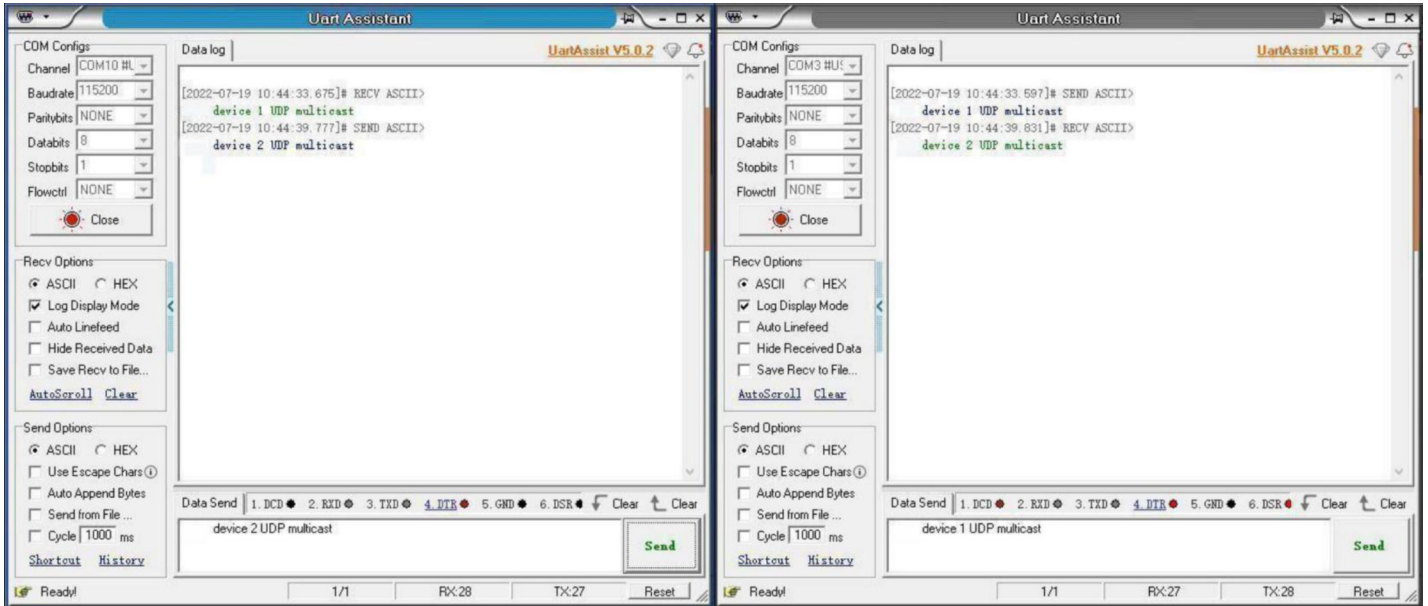 Uart Assistant
COM Configs
Channel COM10 #U
Baudrate 115200
Paritybits NONE
Databits 8
Stopbits 1
Flowctrl NONE
Close
Recv Options
ASCII HEX
Log Display Mode
Auto Linefeed
Hide Received Data
Save Recv to File...
AutoScroll Clear
Send Options
ASCII HEX
Use Escape Chars
Auto Append Bytes
Send from File ...
Cycle 1000 ms
Shortcut History
Data log UartAssist V5.0.2
[2022-07-19 10:44:33.675]# RECV ASCII>
device 1 UDP multicast
[2022-07-19 10:44:39.777]# SEND ASCII>
device 2 UDP multicast
Data Send 1. DCD 2. RXD 3. TXD 4. DTR 5. GND 6. DSR Clear Clear
device 2 UDP multicast
Send
Ready! 1/1 RX:28 TX:27 Reset
Uart Assistant
COM Configs
Channel COM3 #US
Baudrate 115200
Paritybits NONE
Databits 8
Stopbits 1
Flowctrl NONE
Close
Recv Options
ASCII HEX
Log Display Mode
Auto Linefeed
Hide Received Data
Save Recv to File...
AutoScroll Clear
Send Options
ASCII HEX
Use Escape Chars
Auto Append Bytes
Send from File ...
Cycle 1000 ms
Shortcut History
Data log UartAssist V5.0.2
[2022-07-19 10:44:33.597]# SEND ASCII>
device 1 UDP multicast
[2022-07-19 10:44:39.831]# RECV ASCII>
device 2 UDP multicast
Data Send 1. DCD 2. RXD 3. TXD 4. DTR 5. GND 6. DSR Clear Clear
device 1 UDP multicast
Send
Ready! 1/1 RX:27 TX:28 Reset